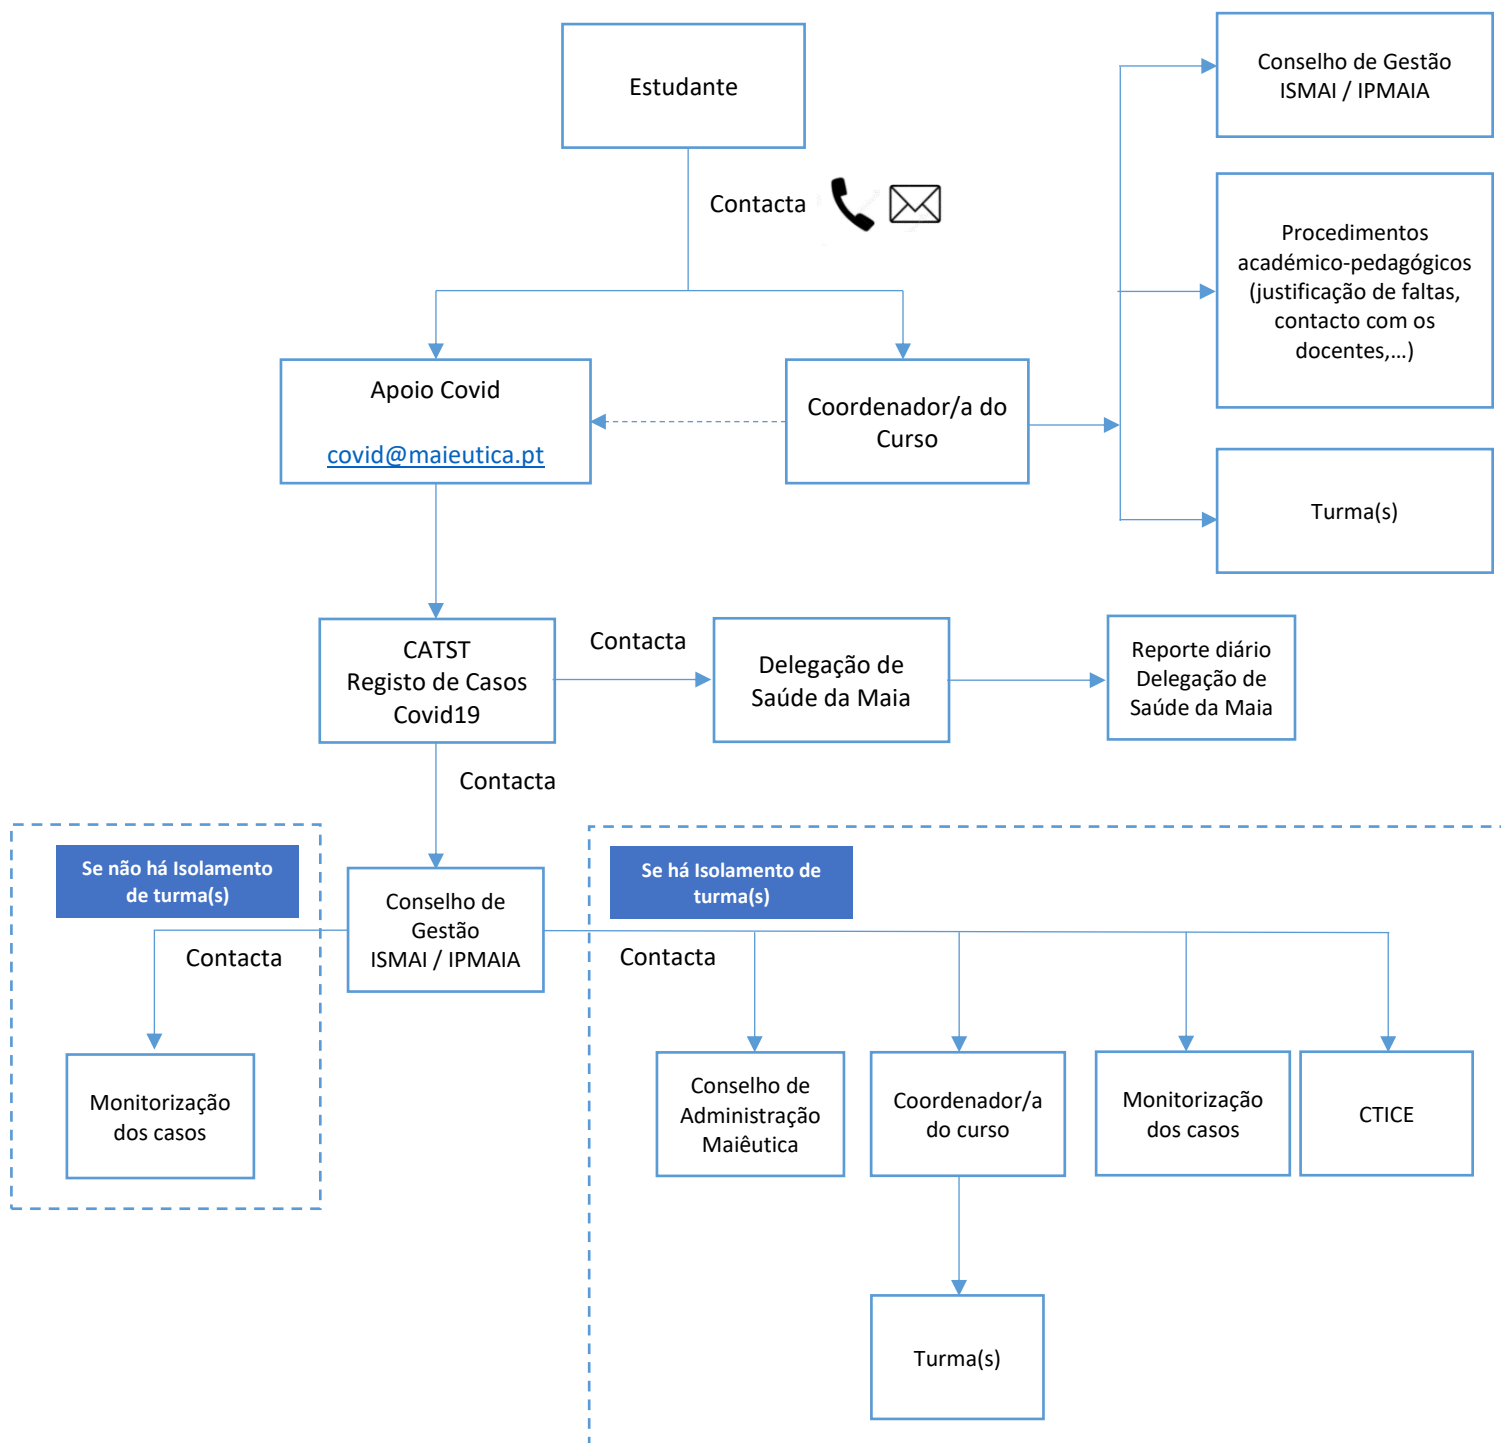 Estudante
Conselho de Gestão
ISMAI / IPMAIA
Contacta
Procedimentos
académico-pedagógicos
(justificação de faltas,
contacto com os
docentes,...)
Apoio Covid
covid@maieutica.pt
Coordenador/a do
Curso
Turma(s)
CATST
Registo de Casos
Covid19
Contacta
Delegação de
Saúde da Maia
Reporte diário
Delegação de
Saúde da Maia
Contacta
Se não há Isolamento
de turma(s)
Conselho de
Gestão
ISMAI / IPMAIA
Se há Isolamento de
turma(s)
Contacta
Contacta
Monitorização
dos casos
Conselho de
Administração
Maiêutica
Coordenador/a
do curso
Monitorização
dos casos
CTICE
Turma(s)